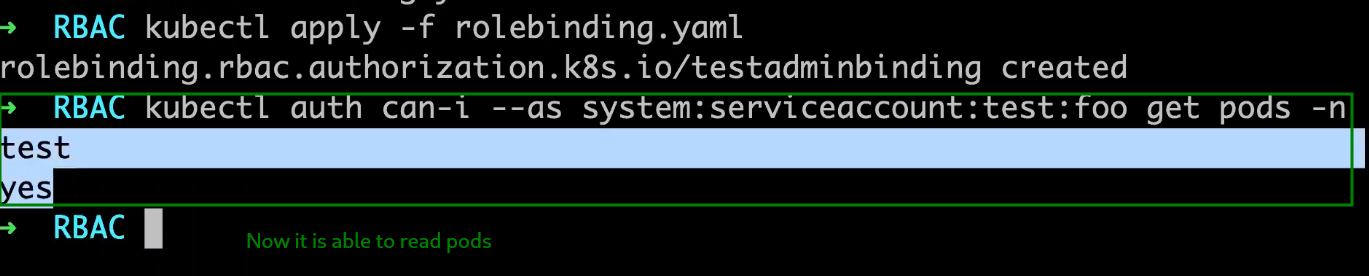 → RBAC kubectl apply -f rolebinding.yaml
rolebinding.rbac.authorization.k8s.io/testadminbinding created
→ RBAC kubectl auth can-i --as system:serviceaccount:test:foo get pods -n
test
yes
→ RBAC
Now it is able to read pods